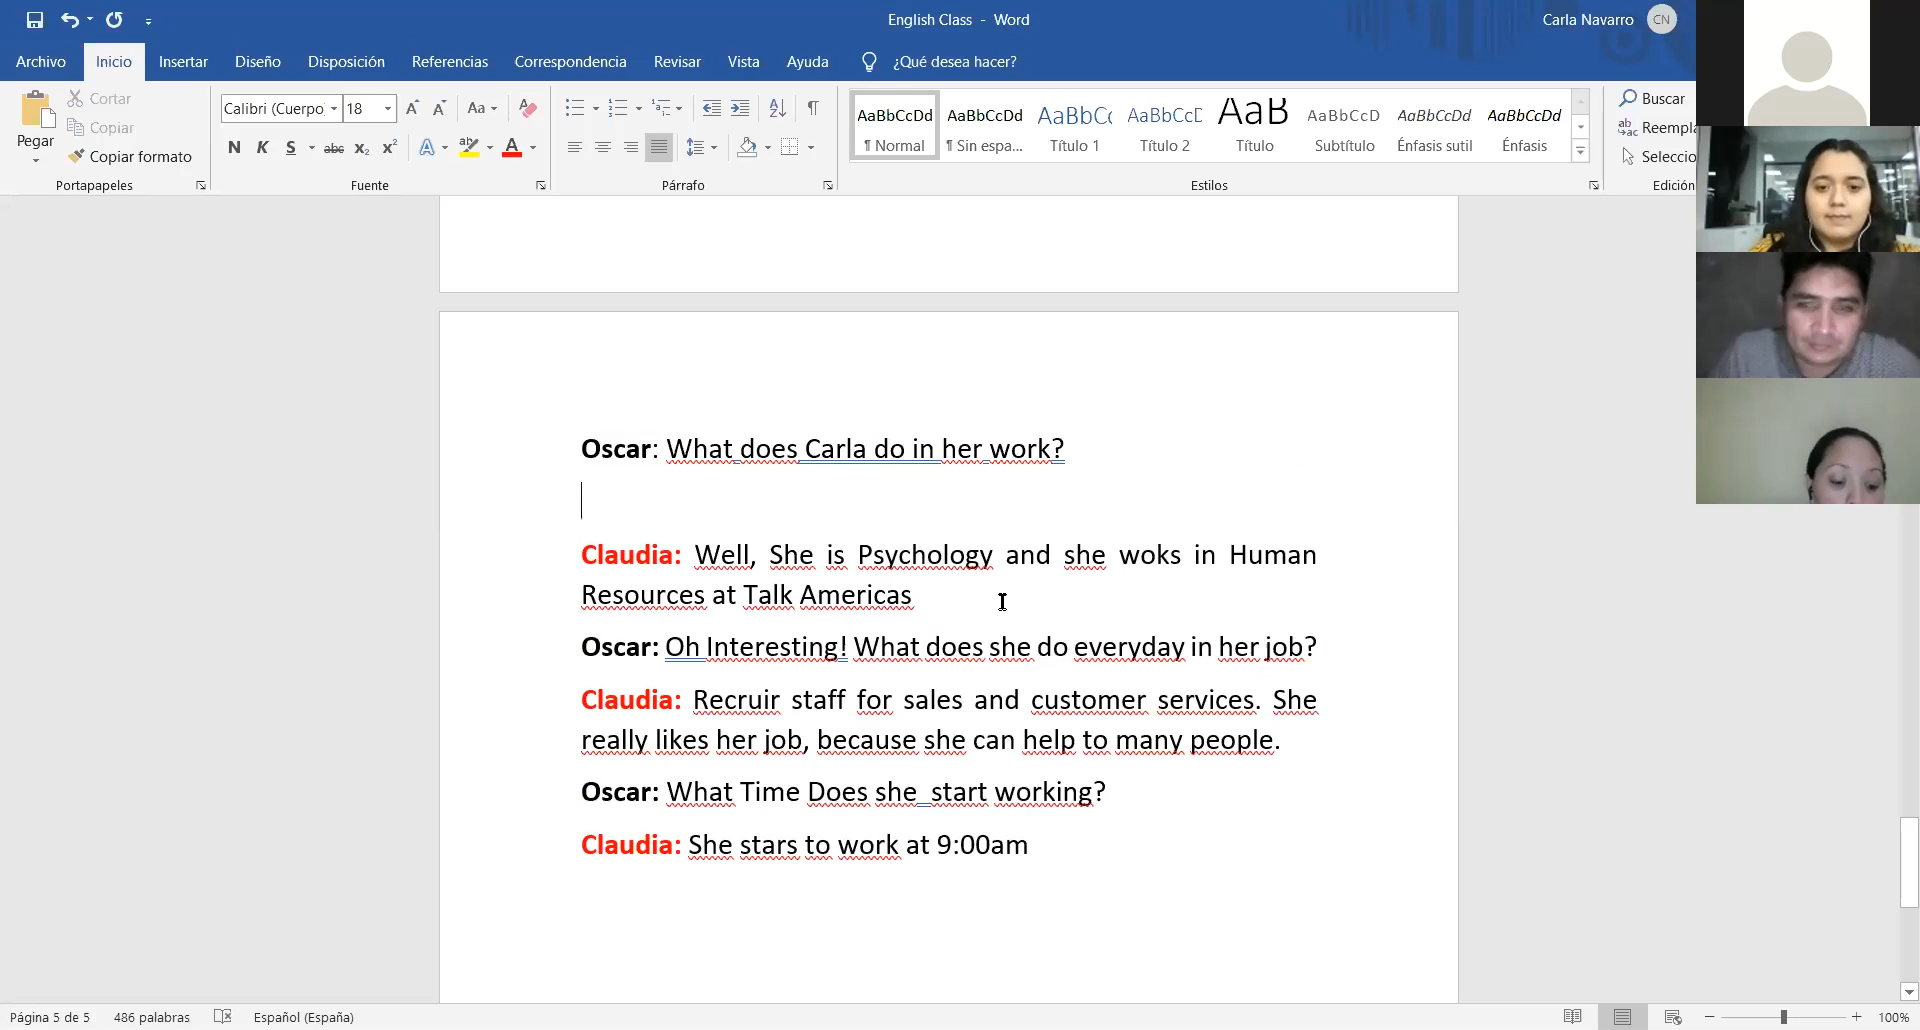 English Class - Word
Carla Navarro CN
Archivo Inicio Insertar Diseño Disposición Referencias Correspondencia Revisar Vista Ayuda ¿Qué desea hacer?
Pegar
Cortar
Copiar
Copiar formato
Portapapeles
Calibri (Cuerpo 18
Aa
N K S abc x₂ x² A A
Fuente
Párrafo
AaBbCcDd AaBbCcDd AaBbCc AaBbCcD AaB AaBbCcD AaBbCcDd AaBbCcDd
¶ Normal ¶ Sin espa... Título 1 Título 2 Título Subtítulo Énfasis sutil Énfasis
Estilos
Buscar
Reempla
Seleccio
Edición
Oscar: What does Carla do in her work?
Claudia: Well, She is Psychology and she woks in Human
Resources at Talk Americas
Oscar: Oh Interesting! What does she do everyday in her job?
Claudia: Recruir staff for sales and customer services. She
really likes her job, because she can help to many people.
Oscar: What Time Does she start working?
Claudia: She stars to work at 9:00am
Página 5 de 5 486 palabras Español (España) 100%